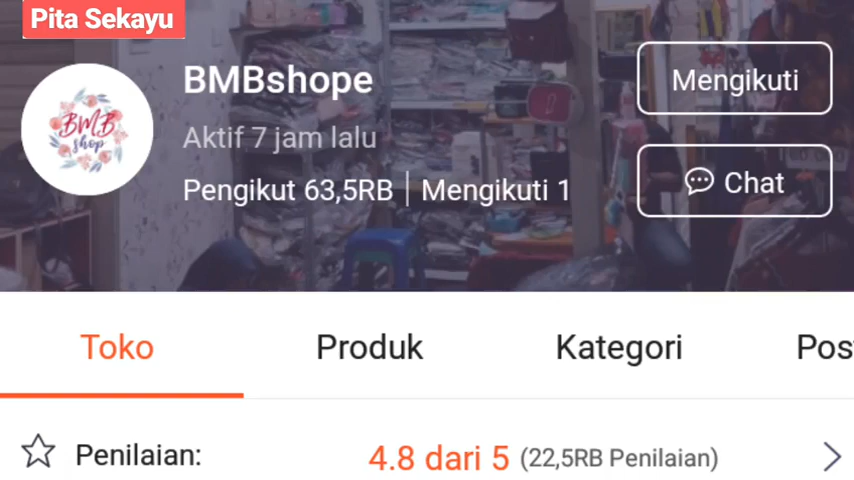 Pita Sekayu
BMBshope
BMB
shop
Aktif 7 jam lalu
Pengikut 63,5RB | Mengikuti 1
Mengikuti
Chat
Toko
Produk
Kategori
Pos
Penilaian:
4.8 dari 5 (22,5RB Penilaian)